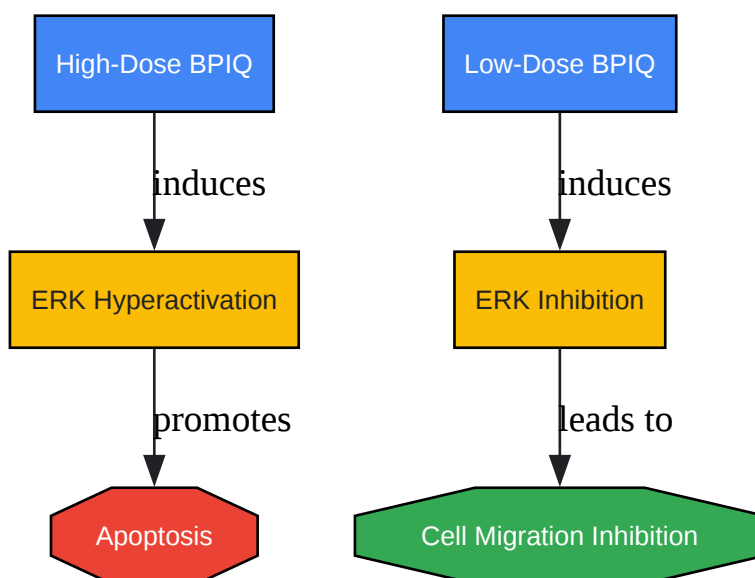 High-Dose BPIQ
Low-Dose BPIQ
induces
induces
ERK Hyperactivation
ERK Inhibition
promotes
leads to
Apoptosis
Cell Migration Inhibition